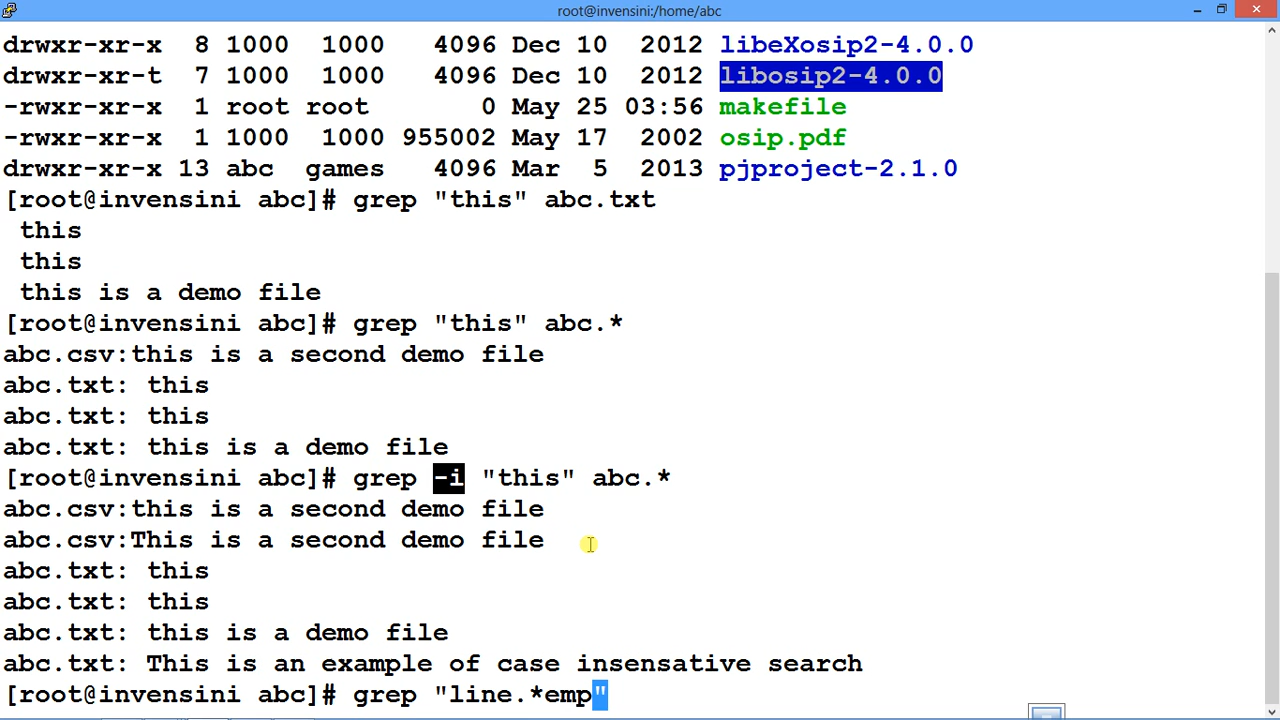 root@invensini:/home/abc
drwxr-xr-x  8 1000  1000   4096 Dec 10  2012 libeXosip2-4.0.0
drwxr-xr-t  7 1000  1000   4096 Dec 10  2012 libosip2-4.0.0
-rwxr-xr-x  1 root root       0 May 25 03:56 makefile
-rwxr-xr-x  1 1000  1000 955002 May 17  2002 osip.pdf
drwxr-xr-x 13 abc  games   4096 Mar  5  2013 pjproject-2.1.0
[root@invensini abc]# grep "this" abc.txt
 this
 this
 this is a demo file
[root@invensini abc]# grep "this" abc.*
abc.csv:this is a second demo file
abc.txt: this
abc.txt: this
abc.txt: this is a demo file
[root@invensini abc]# grep -i "this" abc.*
abc.csv:this is a second demo file
abc.csv:This is a second demo file
abc.txt: this
abc.txt: this
abc.txt: this is a demo file
abc.txt: This is an example of case insensative search
[root@invensini abc]# grep "line.*emp"